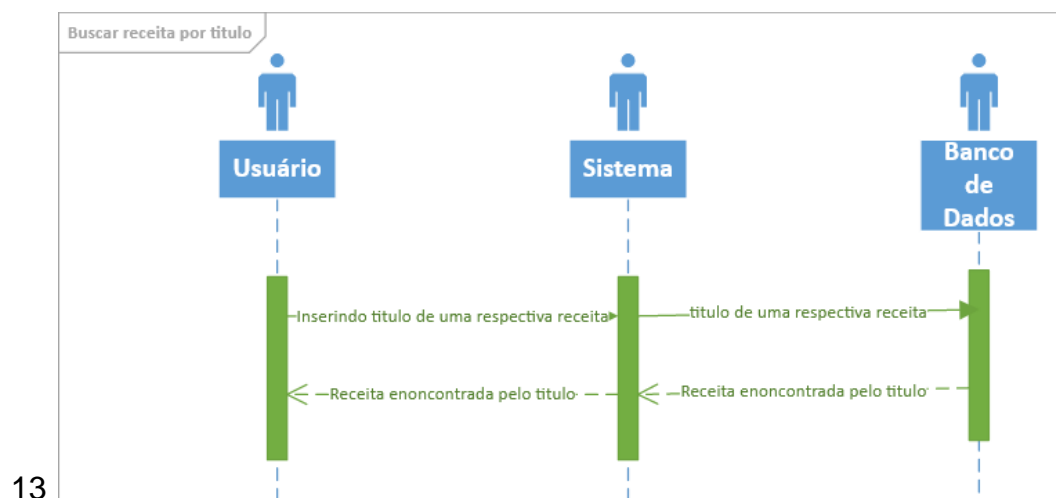 Buscar receita por titulo
Usuário
Sistema
Banco
de
Dados
Inserindo titulo de uma respectiva receita
titulo de uma respectiva receita
Receita enoncontrada pelo titulo
Receita enoncontrada pelo titulo
13